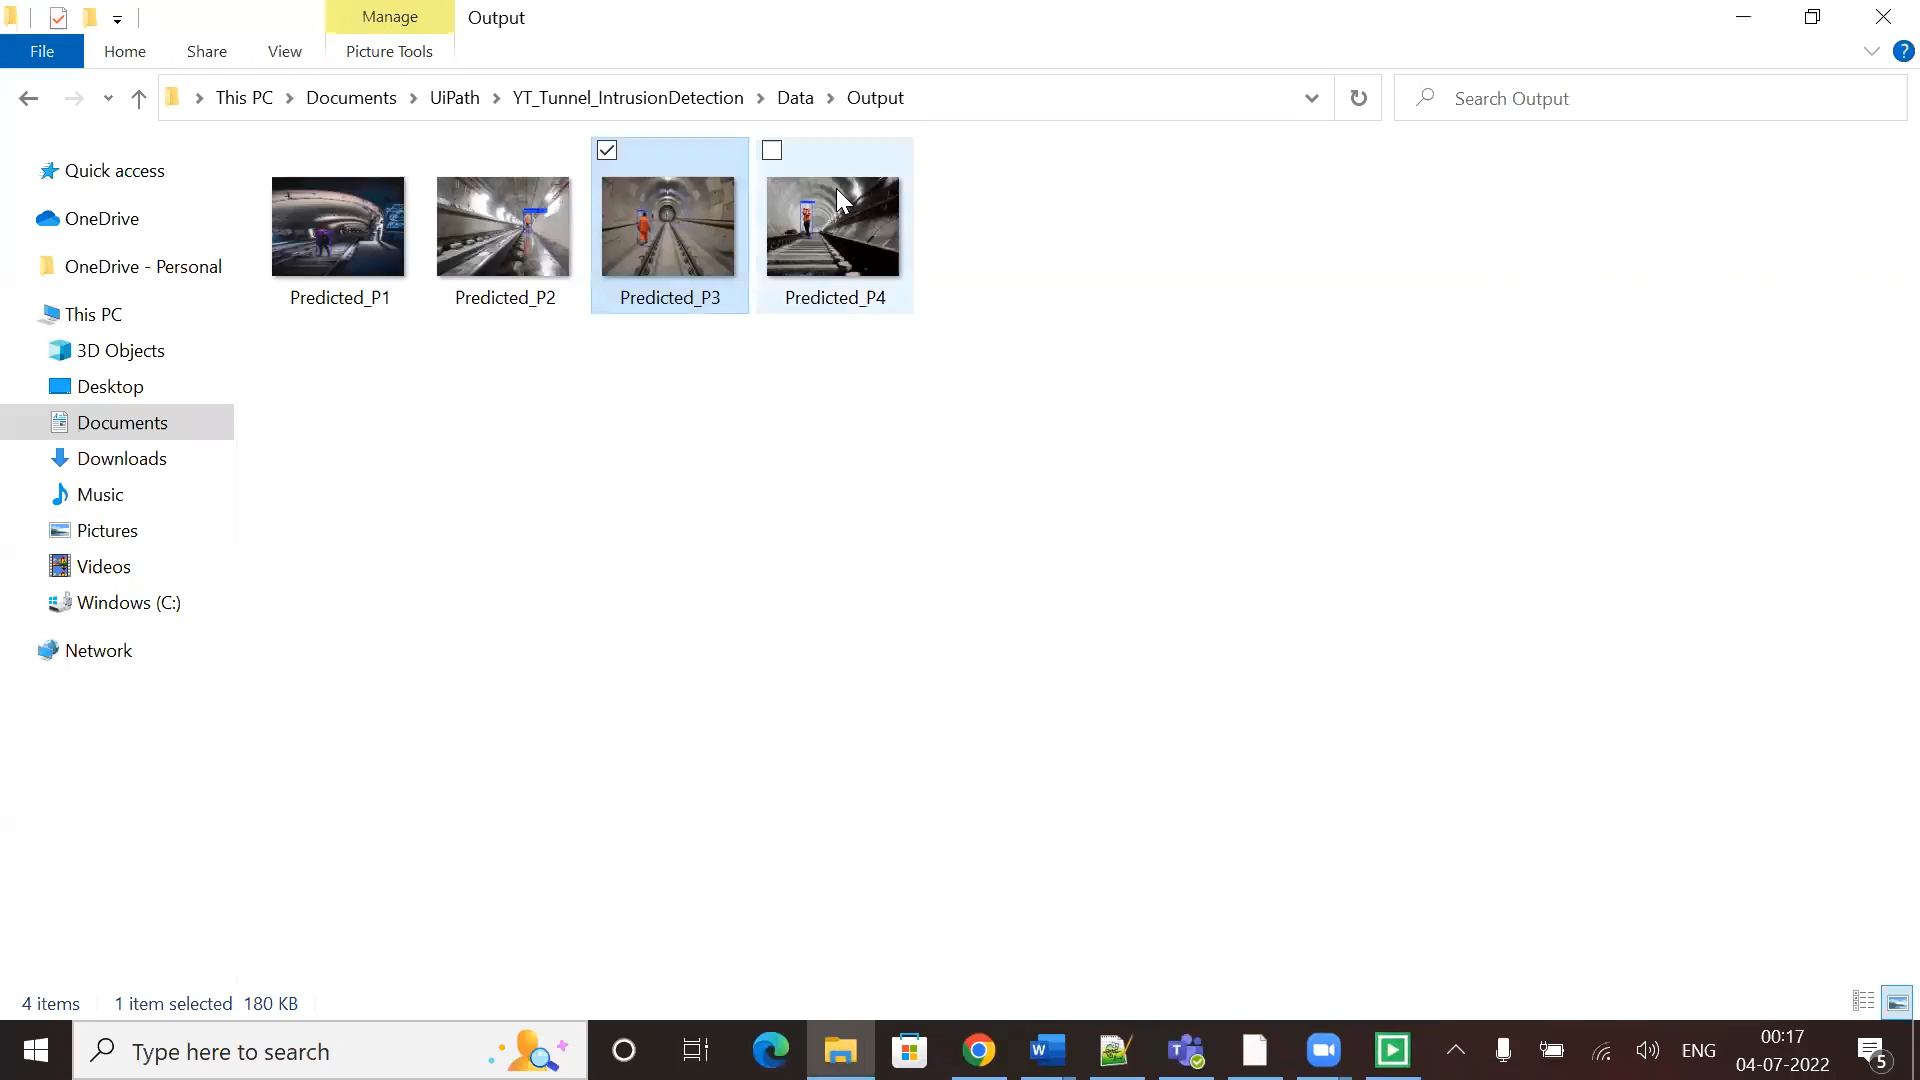 Manage
Output
File
Home
Share
View
Picture Tools
This PC
Documents
UiPath
YT_Tunnel_IntrusionDetection
Data
Output
Search Output
Quick access
OneDrive
OneDrive - Personal
This PC
3D Objects
Desktop
Documents
Downloads
Music
Pictures
Videos
Windows (C:)
Network
Predicted_P1
Predicted_P2
Predicted_P3
Predicted_P4
4 items
1 item selected 180 KB
Type here to search
ENG
00:17
04-07-2022
5